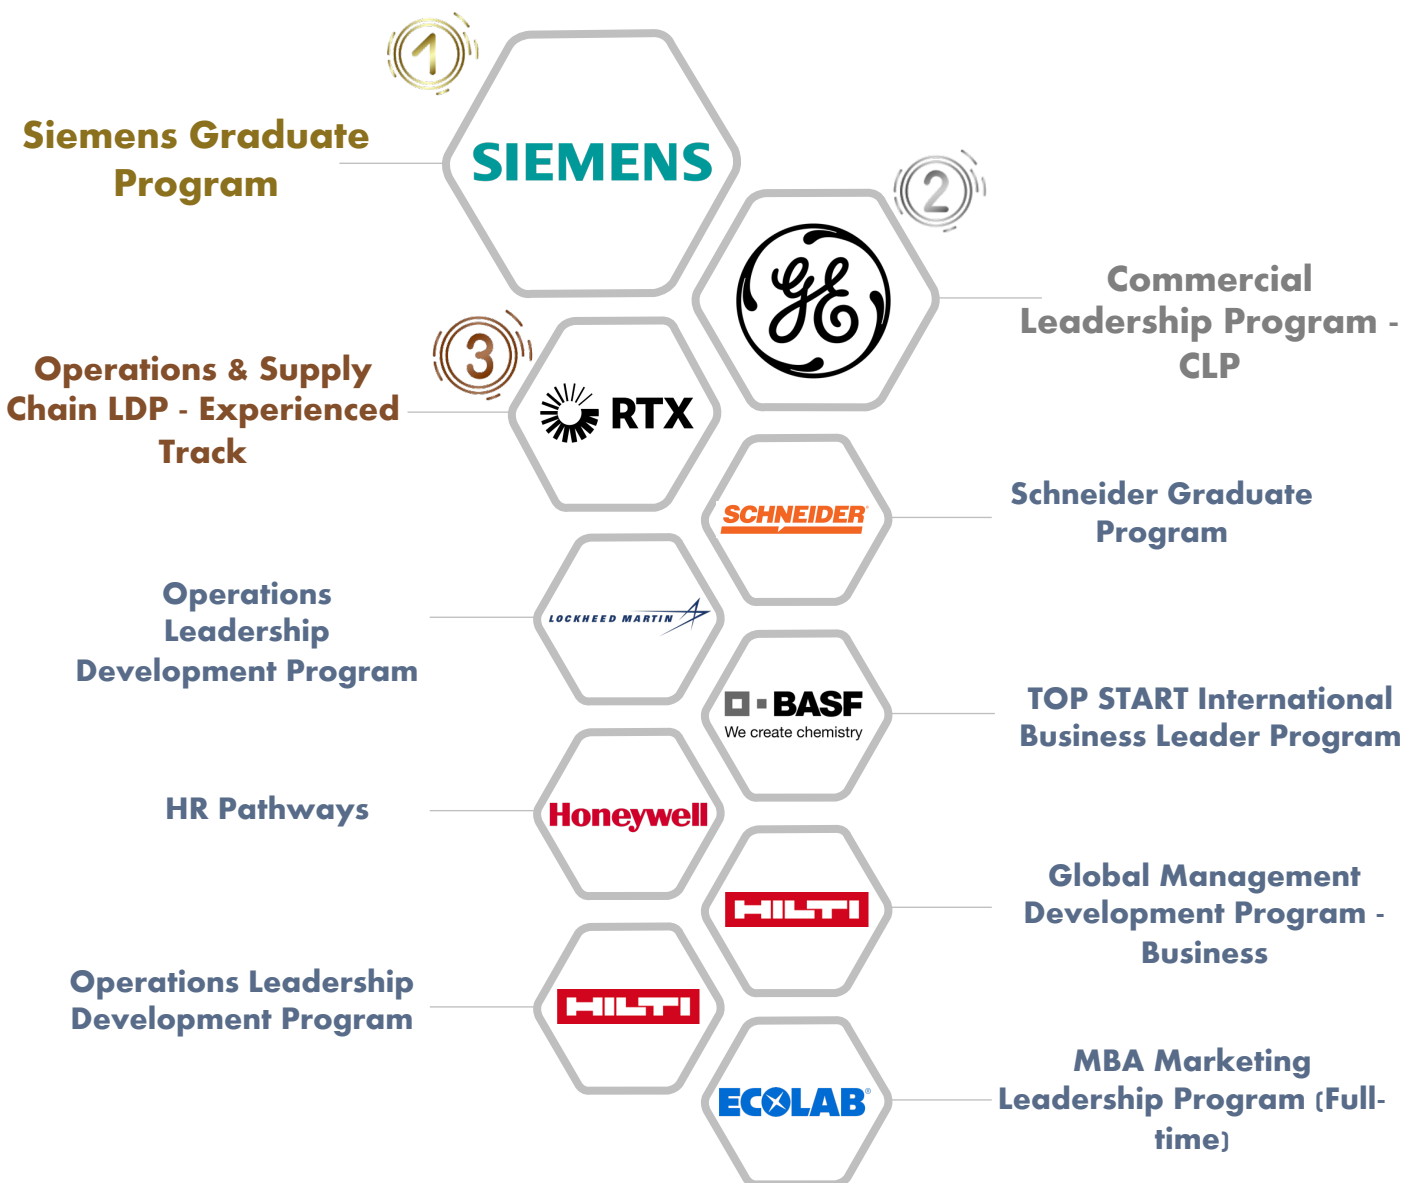 1
Siemens Graduate
Program
SIEMENS
2
GE
Commercial
Leadership Program -
CLP
3
Operations & Supply
Chain LDP - Experienced
Track
RTX
SCHNEIDER
Schneider Graduate
Program
Operations
Leadership
Development Program
LOCKHEED MARTIN
BASF
We create chemistry
TOP START International
Business Leader Program
HR Pathways
Honeywell
HILTI
Global Management
Development Program -
Business
Operations Leadership
Development Program
HILTI
ECOLAB®
MBA Marketing
Leadership Program (Full-
time)